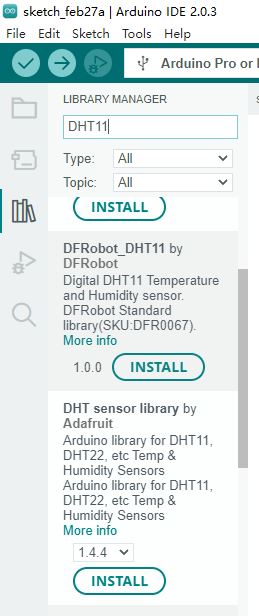 sketch_feb27a | Arduino IDE 2.0.3
File Edit Sketch Tools Help
Arduino Pro or
LIBRARY MANAGER
DHT11
Type: All
Topic: All
INSTALL
DFRobot_DHT11 by
DFRobot
Digital DHT11 Temperature
and Humidity sensor.
DFRobot Standard
library(SKU:DFR0067).
More info
1.0.0 INSTALL
DHT sensor library by
Adafruit
Arduino library for DHT11,
DHT22, etc Temp &
Humidity Sensors
Arduino library for DHT11,
DHT22, etc Temp &
Humidity Sensors
More info
1.4.4
INSTALL